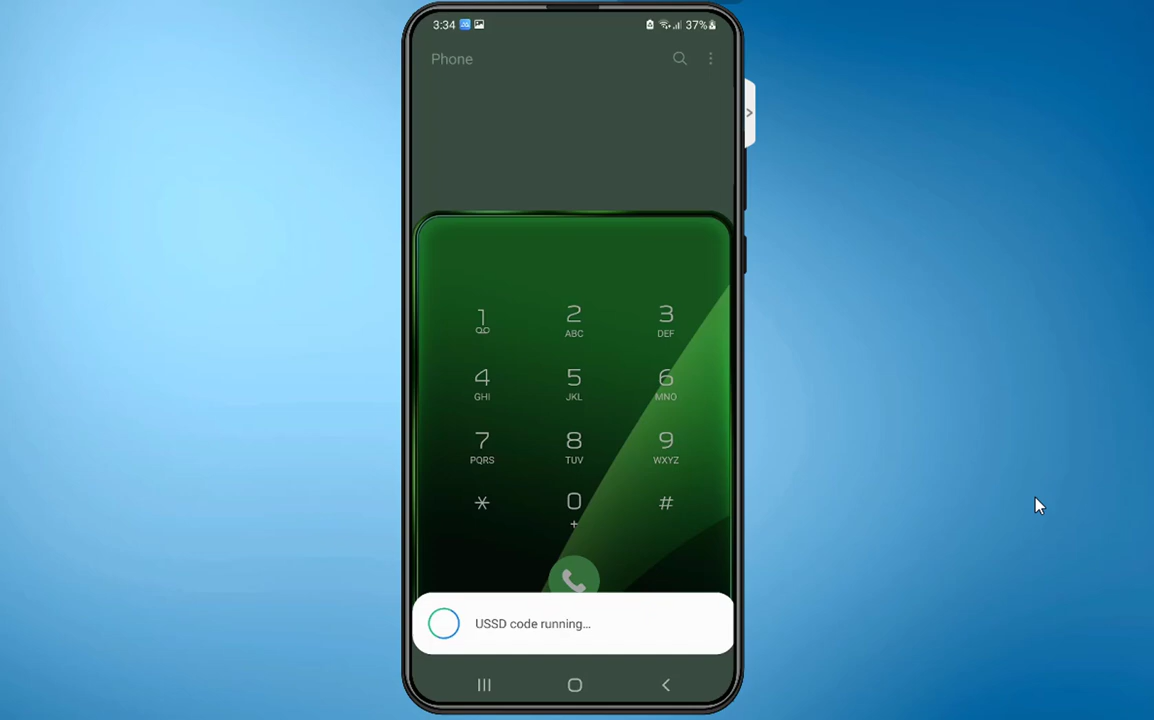 3:34 37%
Phone
1 2 3
ABC DEF
4 5 6
GHI JKL MNO
7 8 9
PQRS TUV WXYZ
* 0 #
+
USSD code running...